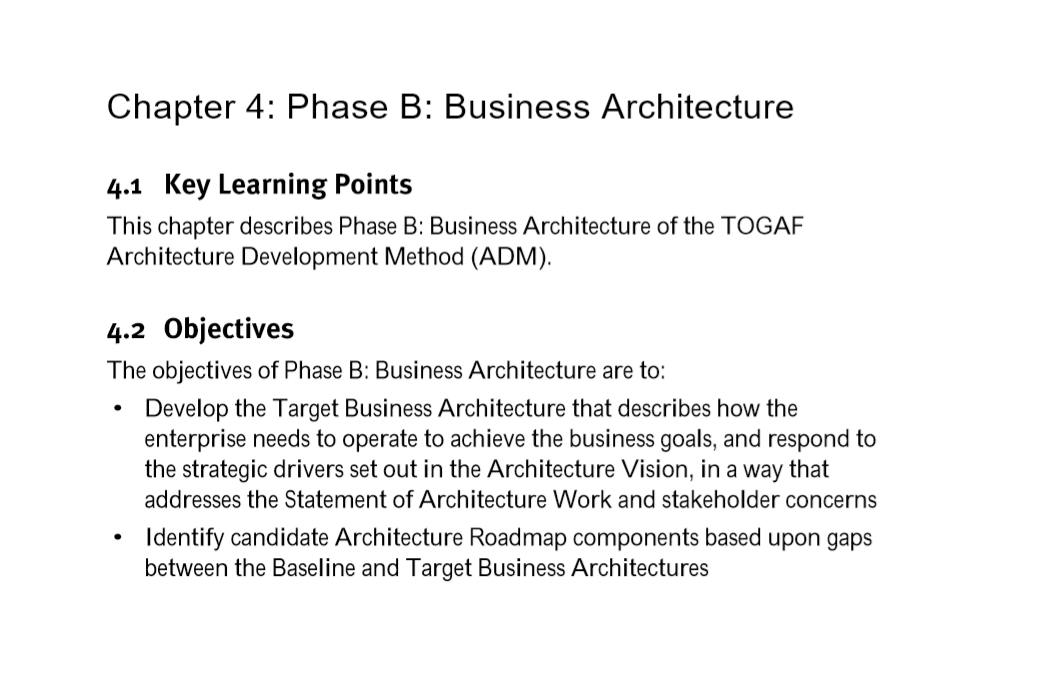 Chapter 4: Phase B: Business Architecture
4.1 Key Learning Points
This chapter describes Phase B: Business Architecture of the TOGAF
Architecture Development Method (ADM).
4.2 Objectives
The objectives of Phase B: Business Architecture are to:
• Develop the Target Business Architecture that describes how the
enterprise needs to operate to achieve the business goals, and respond to
the strategic drivers set out in the Architecture Vision, in a way that
addresses the Statement of Architecture Work and stakeholder concerns
• Identify candidate Architecture Roadmap components based upon gaps
between the Baseline and Target Business Architectures